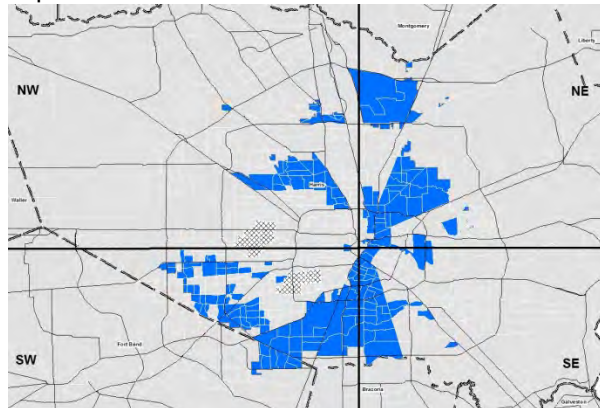 Montgomery
Liberty
NW
NE
Harris
Waller
Fort Bend
SW
SE
Brazoria
Galveston